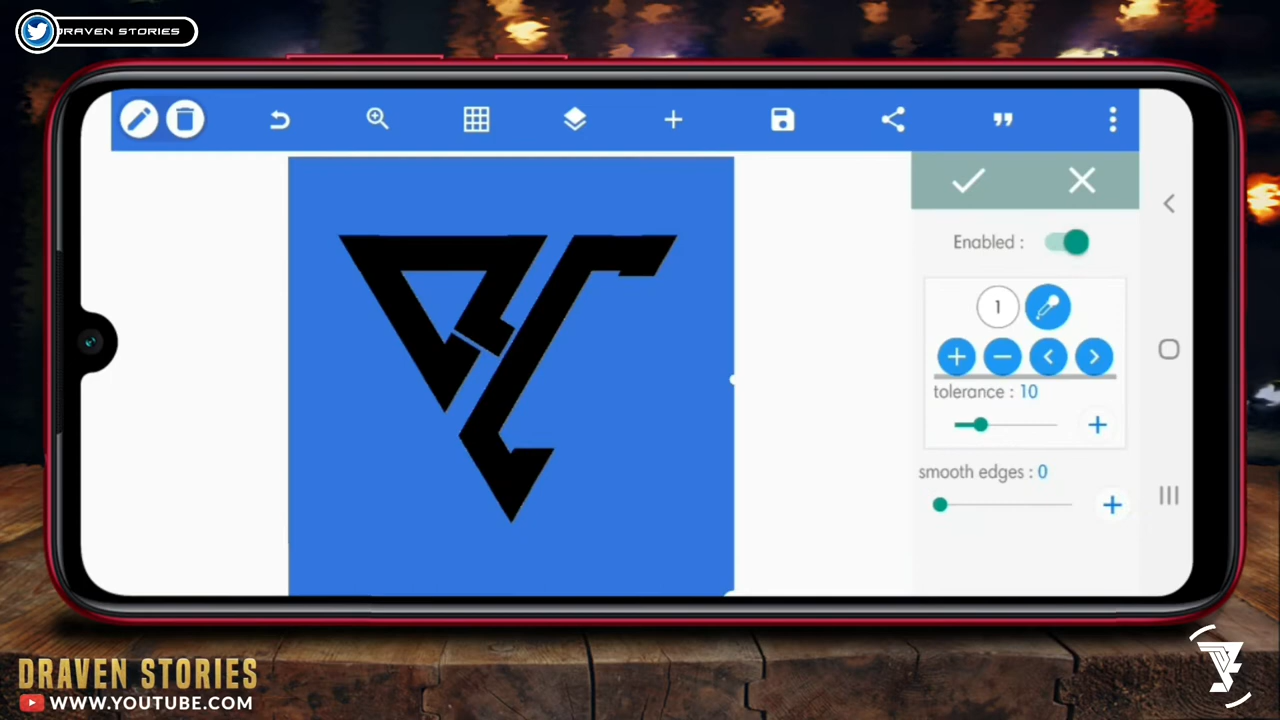 DRAVEN STORIES
Enabled :
1
tolerance : 10
smooth edges : 0
DRAVEN STORIES
WWW.YOUTUBE.COM